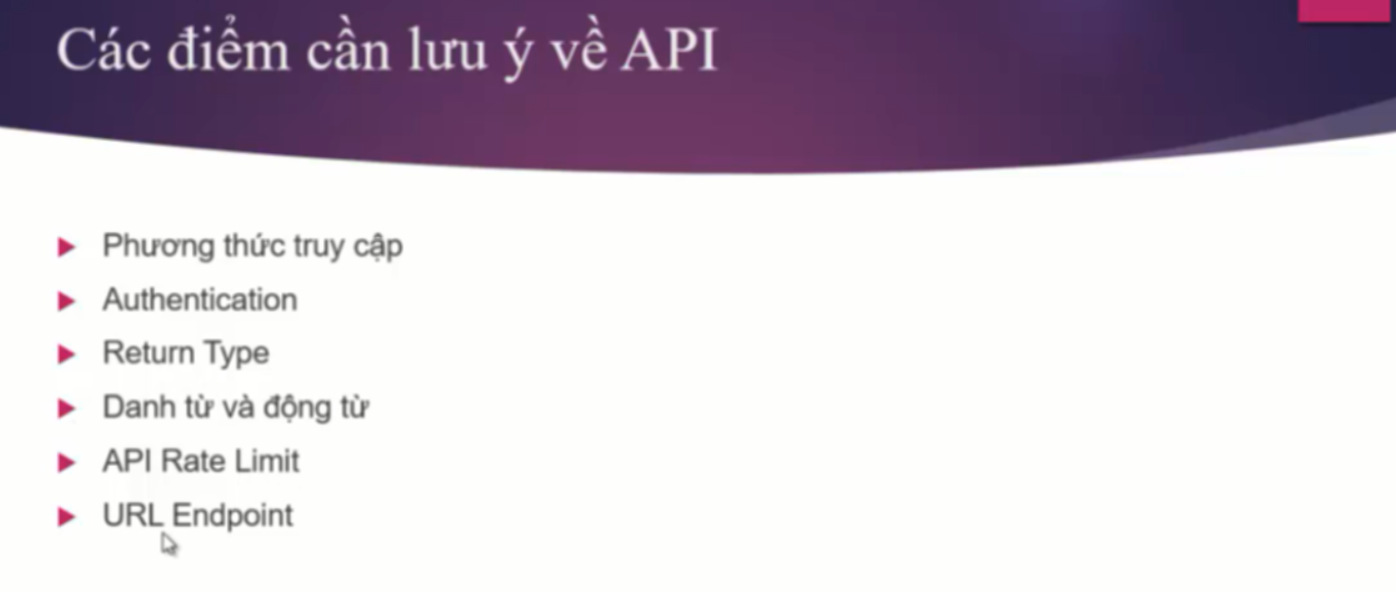 Các điểm cần lưu ý về API
Phương thức truy cập
Authentication
Return Type
Danh từ và động từ
API Rate Limit
URL Endpoint